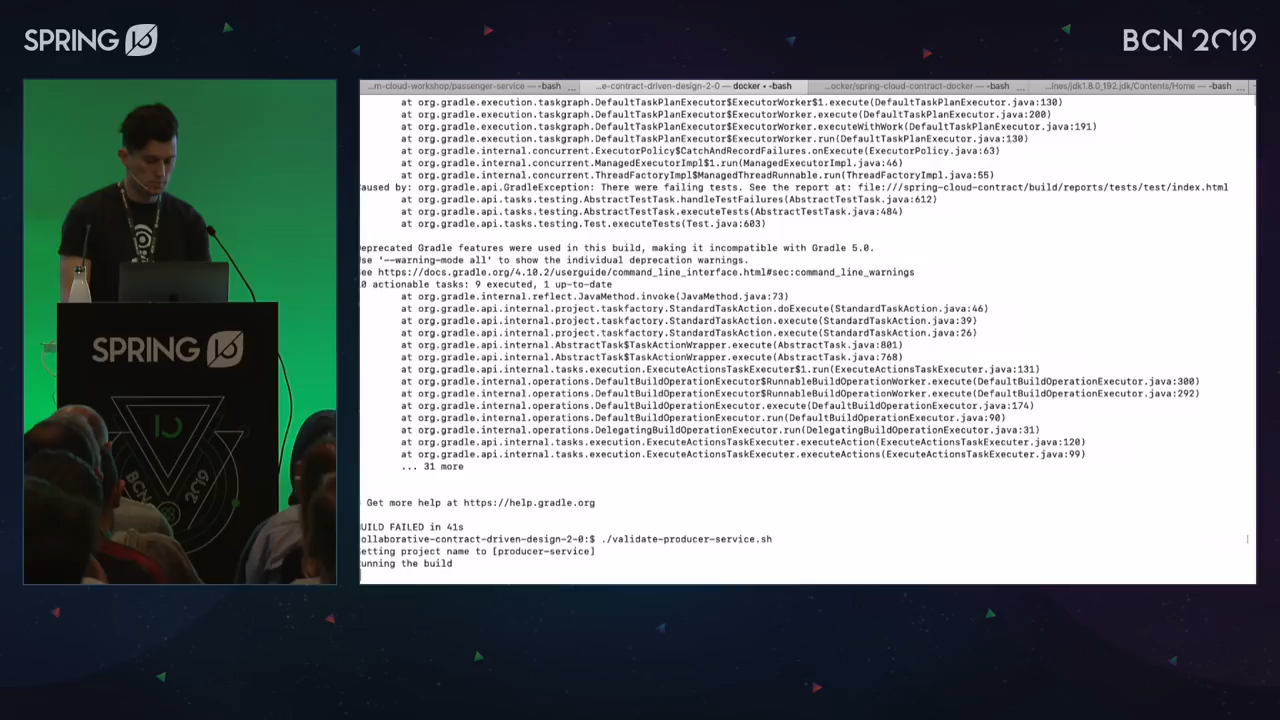 SPRING IO
BCN 2019
...m-cloud-workshop/passenger-service — -bash ...
...e-contract-driven-design-2-0 — docker • -bash
...ocker/spring-cloud-contract-docker — -bash ...
...ines/jdk1.8.0_192.jdk/Contents/Home — -bash ...
at org.gradle.execution.taskgraph.DefaultTaskPlanExecutor$ExecutorWorker$1.execute(DefaultTaskPlanExecutor.java:130)
at org.gradle.execution.taskgraph.DefaultTaskPlanExecutor$ExecutorWorker.execute(DefaultTaskPlanExecutor.java:200)
at org.gradle.execution.taskgraph.DefaultTaskPlanExecutor$ExecutorWorker.executeWithWork(DefaultTaskPlanExecutor.java:191)
at org.gradle.execution.taskgraph.DefaultTaskPlanExecutor$ExecutorWorker.run(DefaultTaskPlanExecutor.java:130)
at org.gradle.internal.concurrent.ExecutorPolicy$CatchAndRecordFailures.onExecute(ExecutorPolicy.java:63)
at org.gradle.internal.concurrent.ManagedExecutorImpl$1.run(ManagedExecutorImpl.java:46)
at org.gradle.internal.concurrent.ThreadFactoryImpl$ManagedThreadRunnable.run(ThreadFactoryImpl.java:55)
aused by: org.gradle.api.GradleException: There were failing tests. See the report at: file:///spring-cloud-contract/build/reports/tests/test/index.html
at org.gradle.api.tasks.testing.AbstractTestTask.handleTestFailures(AbstractTestTask.java:612)
at org.gradle.api.tasks.testing.AbstractTestTask.executeTests(AbstractTestTask.java:484)
at org.gradle.api.tasks.testing.Test.executeTests(Test.java:603)
eprecated Gradle features were used in this build, making it incompatible with Gradle 5.0.
se '--warning-mode all' to show the individual deprecation warnings.
ee https://docs.gradle.org/4.10.2/userguide/command_line_interface.html#sec:command_line_warnings
0 actionable tasks: 9 executed, 1 up-to-date
at org.gradle.internal.reflect.JavaMethod.invoke(JavaMethod.java:73)
at org.gradle.api.internal.project.taskfactory.StandardTaskAction.doExecute(StandardTaskAction.java:46)
at org.gradle.api.internal.project.taskfactory.StandardTaskAction.execute(StandardTaskAction.java:39)
at org.gradle.api.internal.project.taskfactory.StandardTaskAction.execute(StandardTaskAction.java:26)
at org.gradle.api.internal.AbstractTask$TaskActionWrapper.execute(AbstractTask.java:801)
at org.gradle.api.internal.AbstractTask$TaskActionWrapper.execute(AbstractTask.java:768)
at org.gradle.api.internal.tasks.execution.ExecuteActionsTaskExecuter$1.run(ExecuteActionsTaskExecuter.java:131)
at org.gradle.internal.operations.DefaultBuildOperationExecutor$RunnableBuildOperationWorker.execute(DefaultBuildOperationExecutor.java:300)
at org.gradle.internal.operations.DefaultBuildOperationExecutor$RunnableBuildOperationWorker.execute(DefaultBuildOperationExecutor.java:292)
at org.gradle.internal.operations.DefaultBuildOperationExecutor.execute(DefaultBuildOperationExecutor.java:174)
at org.gradle.internal.operations.DefaultBuildOperationExecutor.run(DefaultBuildOperationExecutor.java:90)
at org.gradle.internal.operations.DelegatingBuildOperationExecutor.run(DelegatingBuildOperationExecutor.java:31)
at org.gradle.api.internal.tasks.execution.ExecuteActionsTaskExecuter.executeAction(ExecuteActionsTaskExecuter.java:120)
at org.gradle.api.internal.tasks.execution.ExecuteActionsTaskExecuter.executeActions(ExecuteActionsTaskExecuter.java:99)
... 31 more
Get more help at https://help.gradle.org
UILD FAILED in 41s
ollaborative-contract-driven-design-2-0:$ ./validate-producer-service.sh
etting project name to [producer-service]
unning the build
SPRING IO
IO
BCN 2019